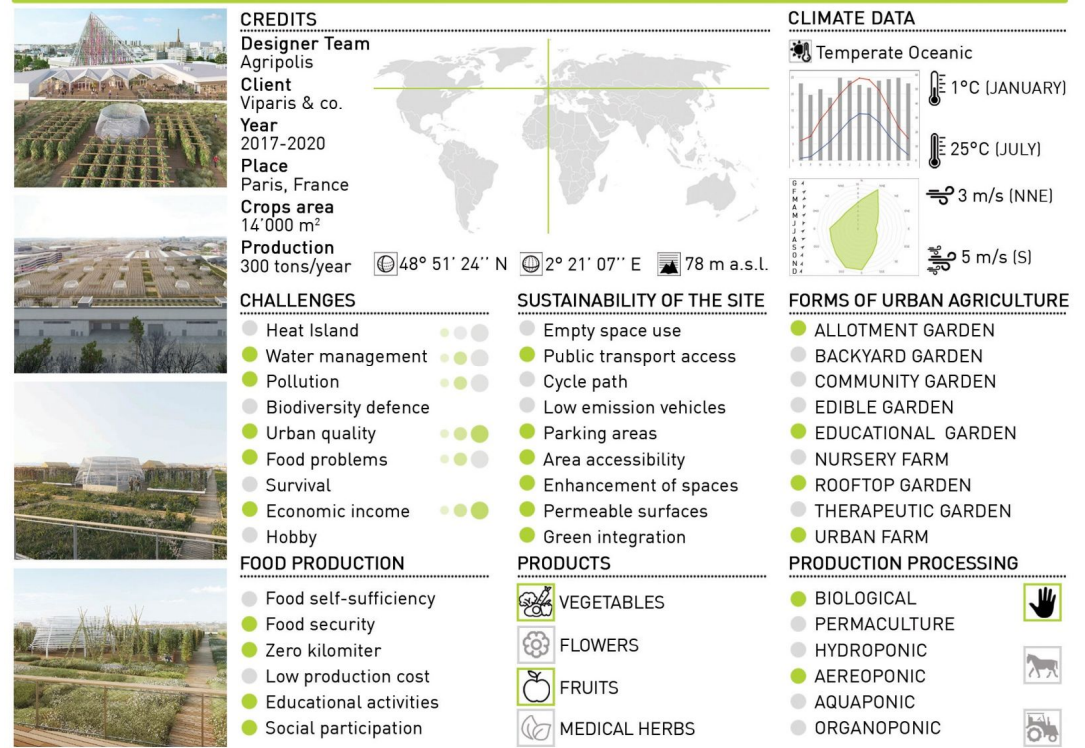 CREDITS
Designer Team
Agripolis
Client
Viparis & co.
Year
2017-2020
Place
Paris, France
Crops area
14’000 m²
Production
300 tons/year
48° 51’ 24’’ N
2° 21’ 07’’ E
78 m a.s.l.
CLIMATE DATA
Temperate Oceanic
1°C (JANUARY)
25°C (JULY)
G
F
M
A
M
J
J
A
S
O
N
D
3 m/s (NNE)
5 m/s (S)
CHALLENGES
Heat Island
Water management
Pollution
Biodiversity defence
Urban quality
Food problems
Survival
Economic income
Hobby
SUSTAINABILITY OF THE SITE
Empty space use
Public transport access
Cycle path
Low emission vehicles
Parking areas
Area accessibility
Enhancement of spaces
Permeable surfaces
Green integration
FORMS OF URBAN AGRICULTURE
ALLOTMENT GARDEN
BACKYARD GARDEN
COMMUNITY GARDEN
EDIBLE GARDEN
EDUCATIONAL GARDEN
NURSERY FARM
ROOFTOP GARDEN
THERAPEUTIC GARDEN
URBAN FARM
FOOD PRODUCTION
Food self-sufficiency
Food security
Zero kilomiter
Low production cost
Educational activities
Social participation
PRODUCTS
VEGETABLES
FLOWERS
FRUITS
MEDICAL HERBS
PRODUCTION PROCESSING
BIOLOGICAL
PERMACULTURE
HYDROPONIC
AEREOPONIC
AQUAPONIC
ORGANOPONIC